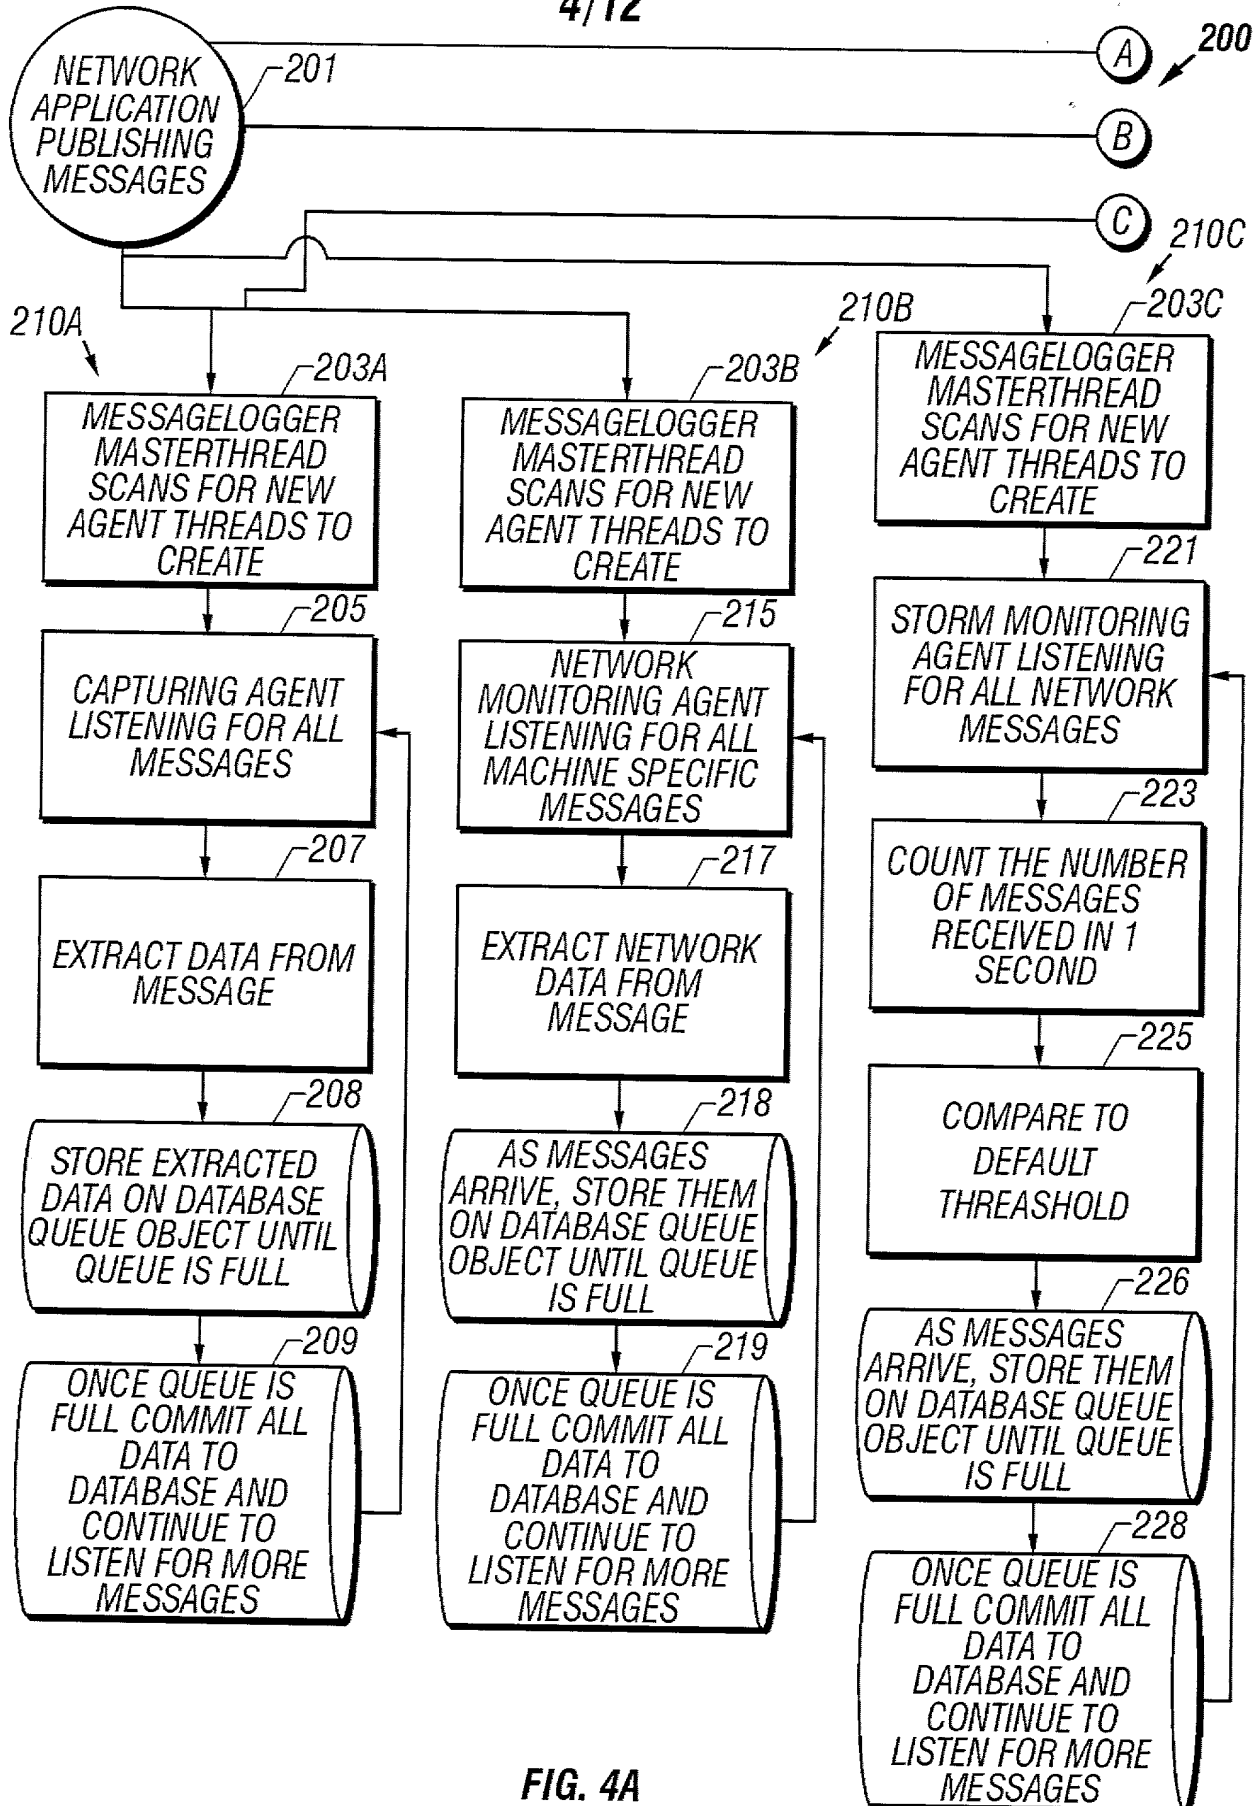 4/12
NETWORK
APPLICATION
PUBLISHING
MESSAGES
201
A
200
B
C
210C
210A
203A
MESSAGELOGGER
MASTERTHREAD
SCANS FOR NEW
AGENT THREADS TO
CREATE
205
CAPTURING AGENT
LISTENING FOR ALL
MESSAGES
207
EXTRACT DATA FROM
MESSAGE
208
STORE EXTRACTED
DATA ON DATABASE
QUEUE OBJECT UNTIL
QUEUE IS FULL
209
ONCE QUEUE IS
FULL COMMIT ALL
DATA TO
DATABASE AND
CONTINUE TO
LISTEN FOR MORE
MESSAGES
210B
203B
MESSAGELOGGER
MASTERTHREAD
SCANS FOR NEW
AGENT THREADS TO
CREATE
215
NETWORK
MONITORING AGENT
LISTENING FOR ALL
MACHINE SPECIFIC
MESSAGES
217
EXTRACT NETWORK
DATA FROM
MESSAGE
218
AS MESSAGES
ARRIVE, STORE THEM
ON DATABASE QUEUE
OBJECT UNTIL QUEUE
IS FULL
219
ONCE QUEUE IS
FULL COMMIT ALL
DATA TO
DATABASE AND
CONTINUE TO
LISTEN FOR MORE
MESSAGES
203C
MESSAGELOGGER
MASTERTHREAD
SCANS FOR NEW
AGENT THREADS TO
CREATE
221
STORM MONITORING
AGENT LISTENING
FOR ALL NETWORK
MESSAGES
223
COUNT THE NUMBER
OF MESSAGES
RECEIVED IN 1
SECOND
225
COMPARE TO
DEFAULT
THREASHOLD
226
AS MESSAGES
ARRIVE, STORE THEM
ON DATABASE QUEUE
OBJECT UNTIL QUEUE
IS FULL
228
ONCE QUEUE IS
FULL COMMIT ALL
DATA TO
DATABASE AND
CONTINUE TO
LISTEN FOR MORE
MESSAGES
FIG. 4A